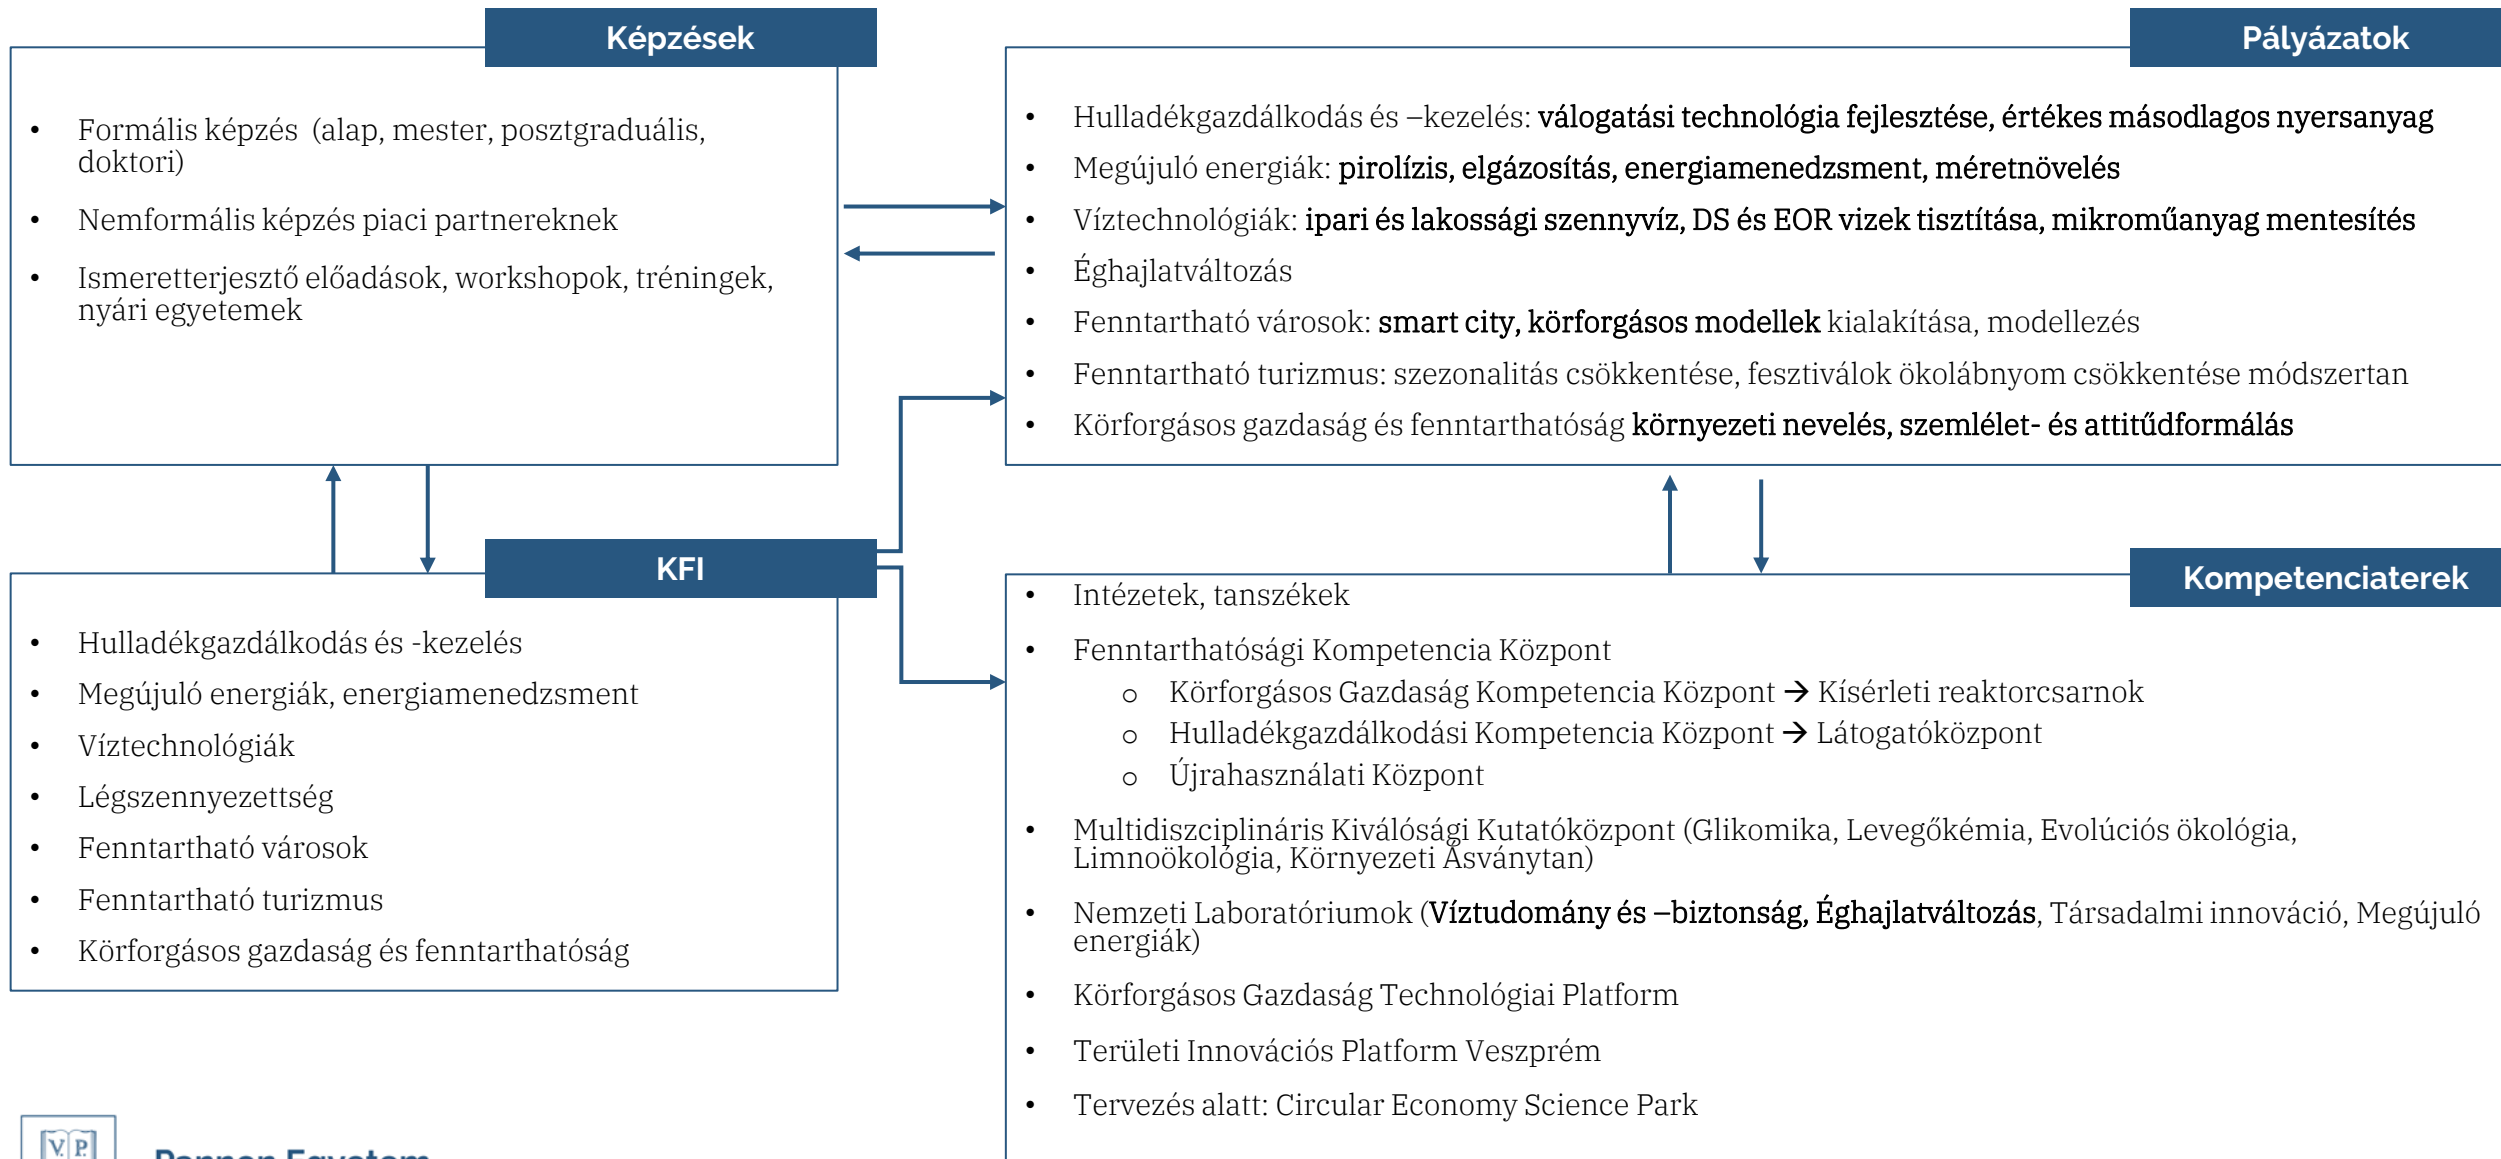 Képzések
• Formális képzés (alap, mester, posztgraduális,
doktori)
• Nemformális képzés piaci partnereknek
• Ismeretterjesztő előadások, workshopok, tréningek,
nyári egyetemek
Pályázatok
• Hulladékgazdálkodás és –kezelés: válogatási technológia fejlesztése, értékes másodlagos nyersanyag
• Megújuló energiák: pirolízis, elgázosítás, energiamenedzsment, méretnövelés
• Víztechnológiák: ipari és lakossági szennyvíz, DS és EOR vizek tisztítása, mikroműanyag mentesítés
• Éghajlatváltozás
• Fenntartható városok: smart city, körforgásos modellek kialakítása, modellezés
• Fenntartható turizmus: szezonalitás csökkentése, fesztiválok ökolábnyom csökkentése módszertan
• Körforgásos gazdaság és fenntarthatóság környezeti nevelés, szemlélet- és attitűdformálás
KFI
• Hulladékgazdálkodás és -kezelés
• Megújuló energiák, energiamenedzsment
• Víztechnológiák
• Légszennyezettség
• Fenntartható városok
• Fenntartható turizmus
• Körforgásos gazdaság és fenntarthatóság
Kompetenciaterek
• Intézetek, tanszékek
• Fenntarthatósági Kompetencia Központ
o Körforgásos Gazdaság Kompetencia Központ → Kísérleti reaktorcsarnok
o Hulladékgazdálkodási Kompetencia Központ → Látogatóközpont
o Újrahasználati Központ
• Multidiszciplináris Kiválósági Kutatóközpont (Glikomika, Levegőkémia, Evolúciós ökológia,
Limnoökológia, Környezeti Ásványtan)
• Nemzeti Laboratóriumok (Víztudomány és –biztonság, Éghajlatváltozás, Társadalmi innováció, Megújuló
energiák)
• Körforgásos Gazdaság Technológiai Platform
• Területi Innovációs Platform Veszprém
• Tervezés alatt: Circular Economy Science Park
V. P.
Pannon Egyetem